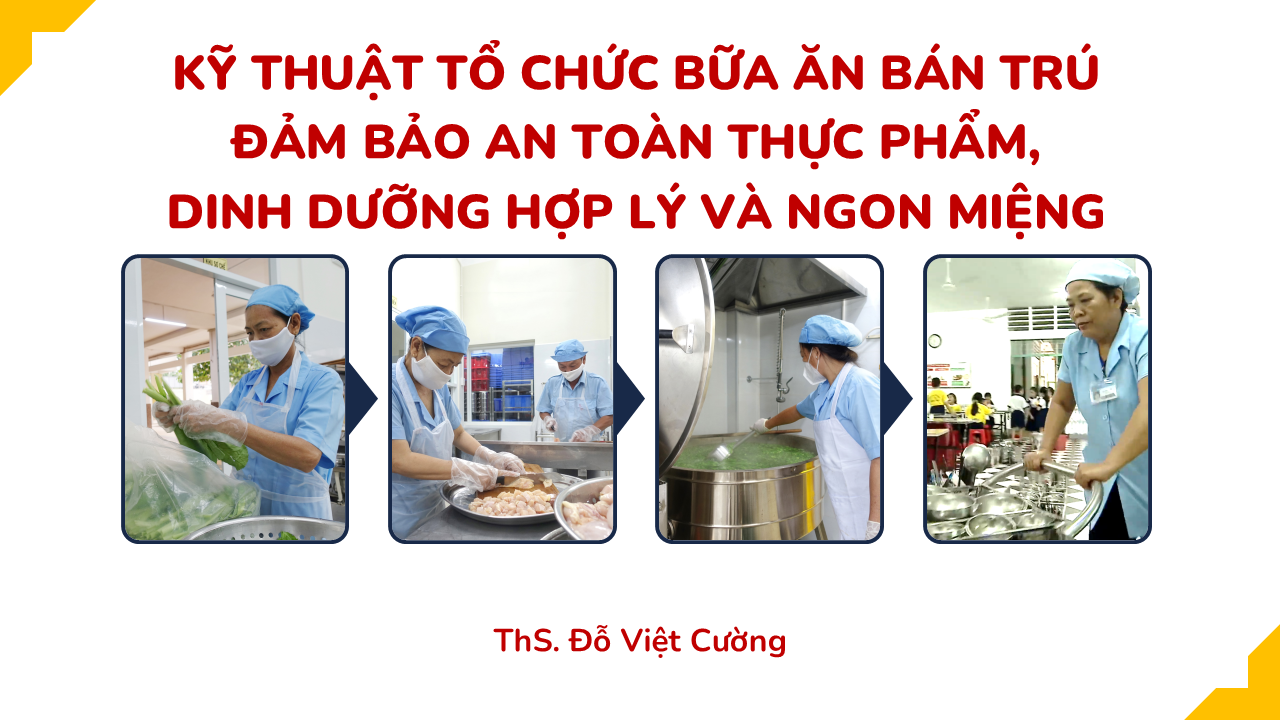 KỸ THUẬT TỔ CHỨC BỮA ĂN BÁN TRÚ
ĐẢM BẢO AN TOÀN THỰC PHẨM,
DINH DƯỠNG HỢP LÝ VÀ NGON MIỆNG
ThS. Đỗ Việt Cường